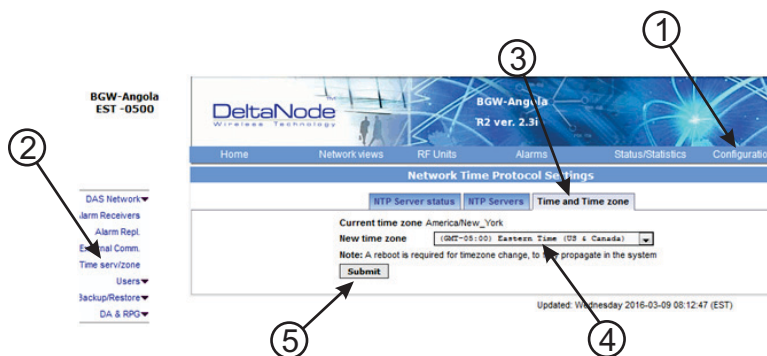 ①
③
BGW-Angola
EST -0500
DeltaNode
Wireless Technology
BGW-Angola
R2 ver. 2.3i
②
Home Network views RF Units Alarms Status/Statistics Configuratio
Network Time Protocol Settings
DAS Network
larm Receivers
Alarm Repl.
External Comm.
Time serv/zone
Users
Backup/Restore
DA & RPG
NTP Server status NTP Servers Time and Time zone
Current time zone America/New_York
New time zone (GMT-05:00) Eastern Time (US & Canada)
Note: A reboot is required for timezone change, to fully propagate in the system
Submit
Updated: Wednesday 2016-03-09 08:12:47 (EST)
⑤
④